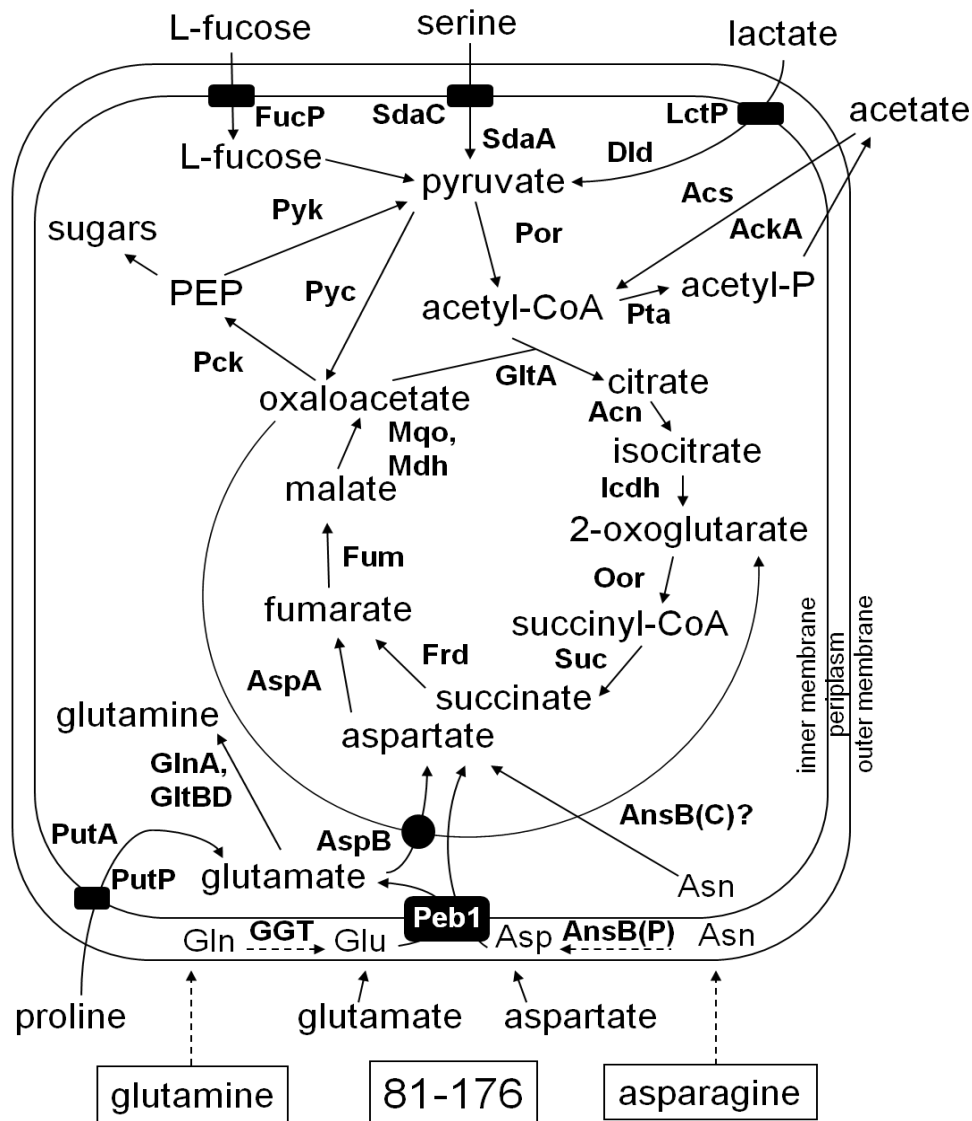 L-fucose
serine
lactate
acetate
FucP
SdaC
LctP
SdaA
L-fucose
Dld
pyruvate
Acs
Pyk
sugars
Por
AckA
PEP
Pyc
acetyl-CoA
acetyl-P
Pta
Pck
GltA
citrate
oxaloacetate
Acn
Mqo,
Mdh
isocitrate
malate
Icdh
2-oxoglutarate
Fum
Oor
fumarate
succinyl-CoA
Suc
Frd
AspA
succinate
inner membrane
periplasm
outer membrane
glutamine
aspartate
GlnA,
GltBD
AnsB(C)?
PutA
AspB
PutP
glutamate
Asn
Peb1
Gln
GGT
Glu
Asp
AnsB(P)
Asn
proline
glutamate
aspartate
glutamine
81-176
asparagine